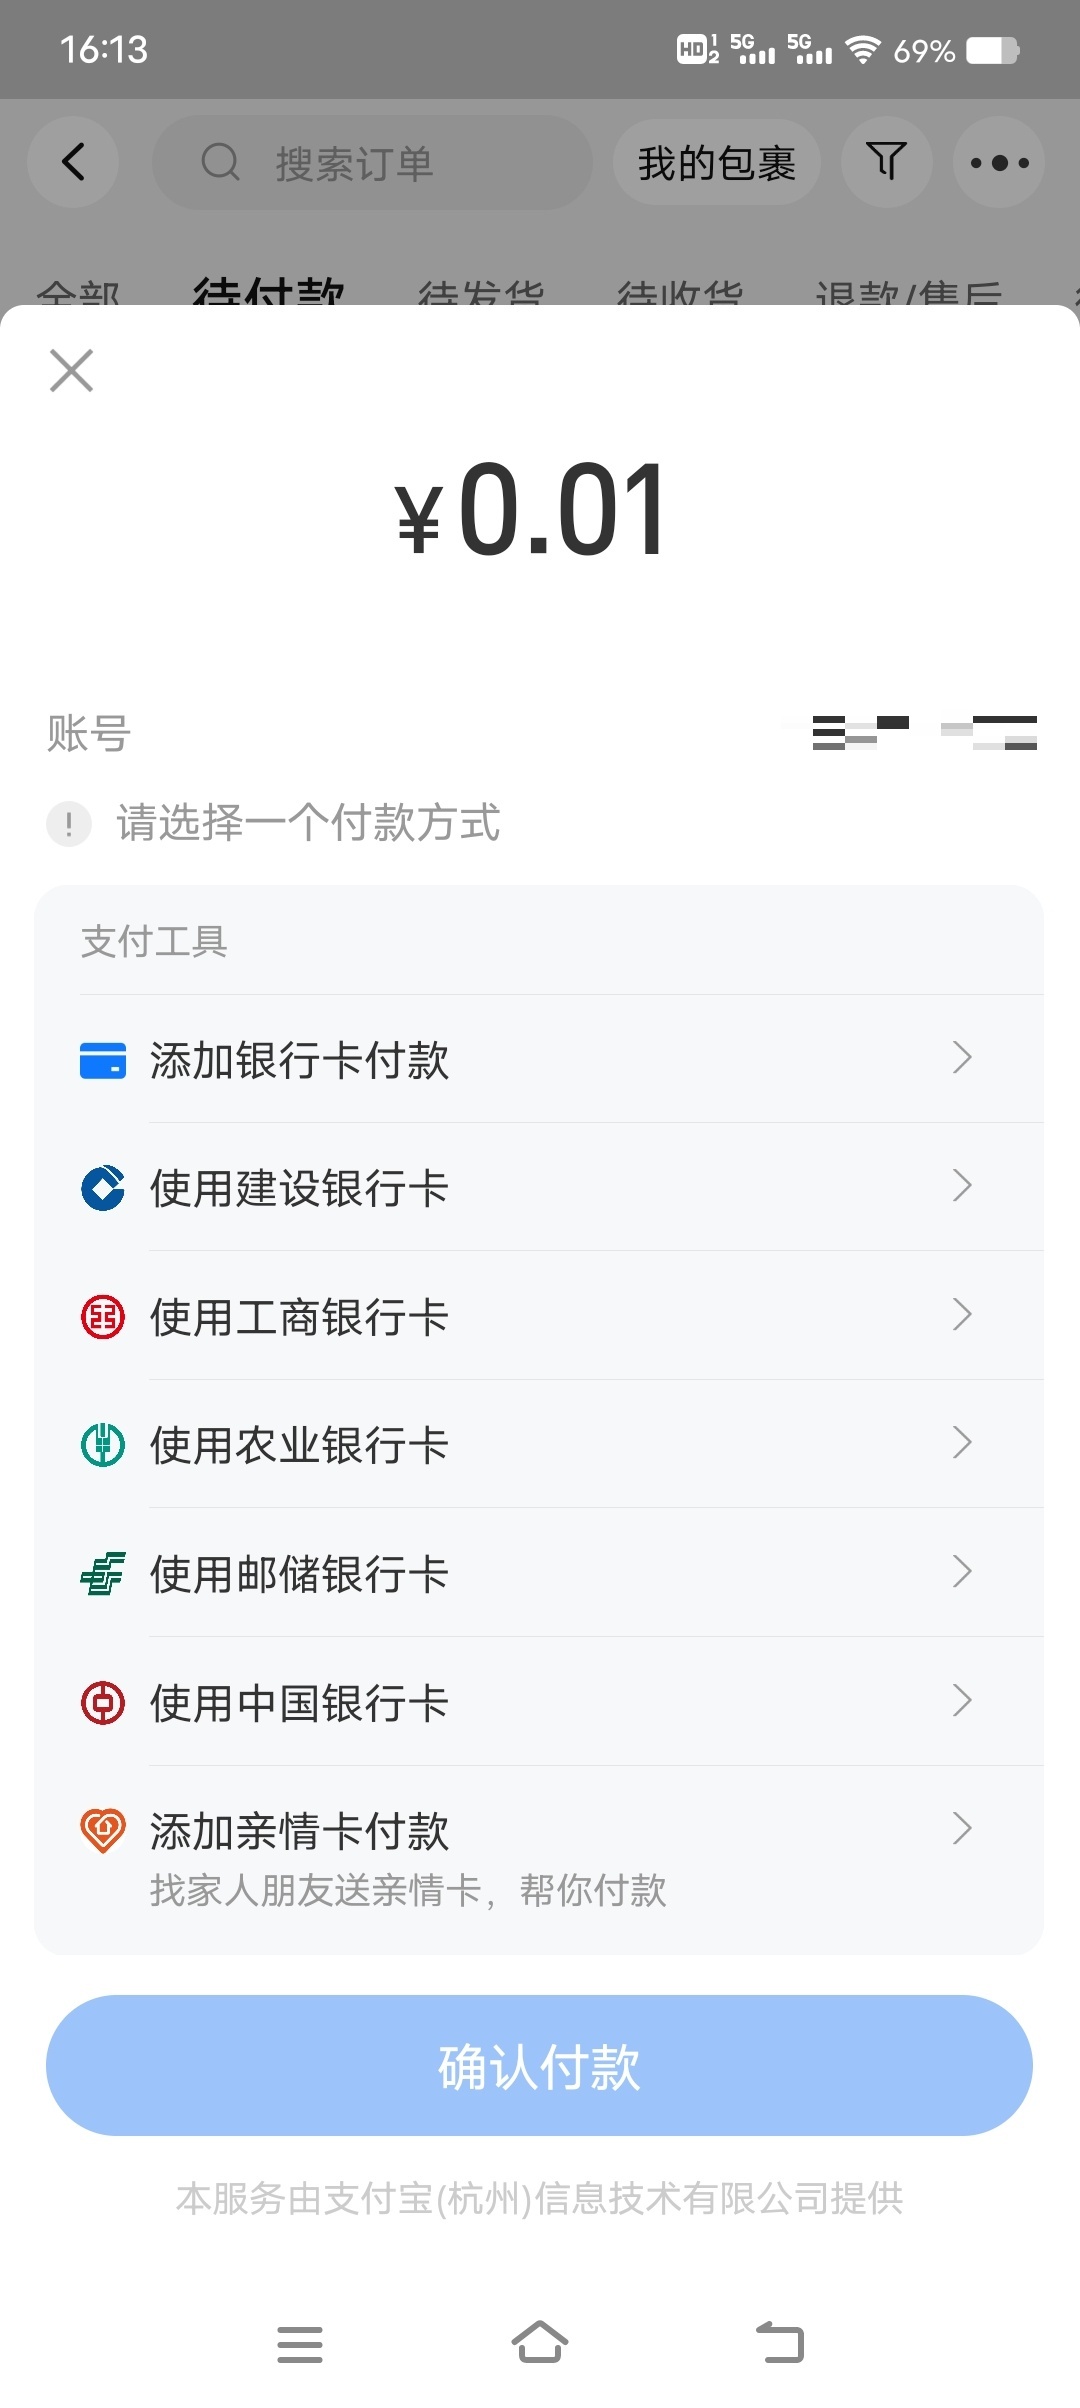 16:13
HD 1 2 5G 5G 69%
搜索订单
我的包裹
全部 待付款 待发货 待收货 退款/售后
¥0.01
账号
请选择一个付款方式
支付工具
添加银行卡付款
使用建设银行卡
使用工商银行卡
使用农业银行卡
使用邮储银行卡
使用中国银行卡
添加亲情卡付款
找家人朋友送亲情卡，帮你付款
确认付款
本服务由支付宝(杭州)信息技术有限公司提供